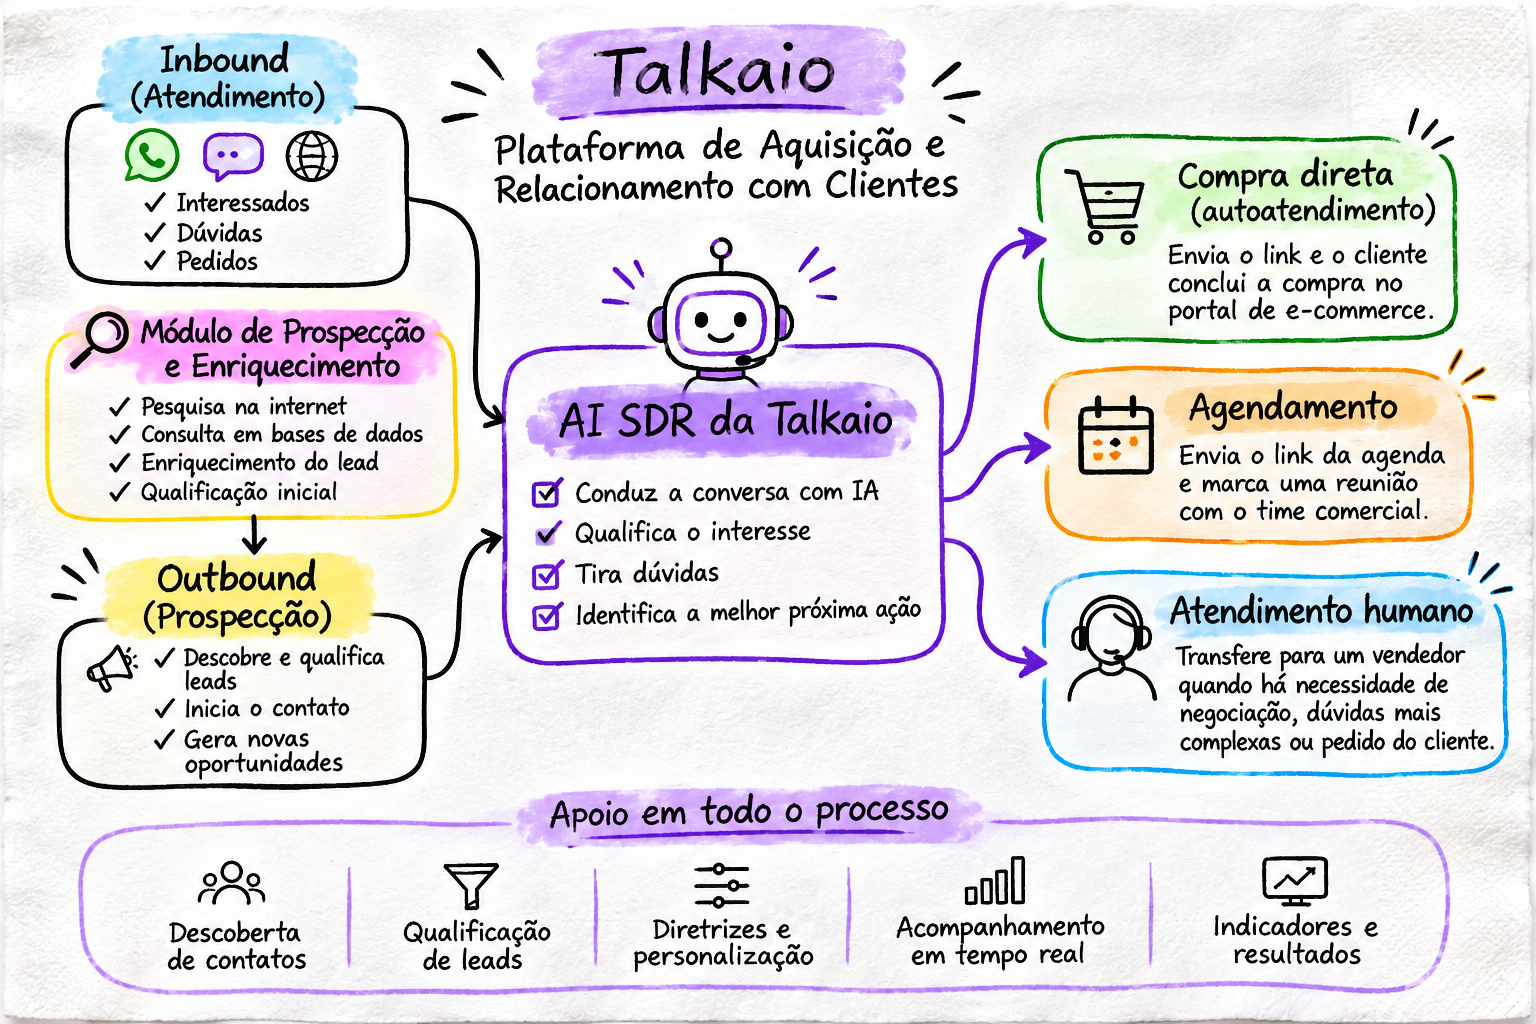 Talkaio
Plataforma de Aquisição e
Relacionamento com Clientes
Inbound
(Atendimento)
Interessados
Dúvidas
Pedidos
Módulo de Prospecção
e Enriquecimento
Pesquisa na internet
Consulta em bases de dados
Enriquecimento do lead
Qualificação inicial
Outbound
(Prospecção)
Descobre e qualifica
leads
Inicia o contato
Gera novas
oportunidades
AI SDR da Talkaio
Conduz a conversa com IA
Qualifica o interesse
Tira dúvidas
Identifica a melhor próxima ação
Compra direta
(autoatendimento)
Envia o link e o cliente
conclui a compra no
portal de e-commerce.
Agendamento
Envia o link da agenda
e marca uma reunião
com o time comercial.
Atendimento humano
Transfere para um vendedor
quando há necessidade de
negociação, dúvidas mais
complexas ou pedido do cliente.
Apoio em todo o processo
Descoberta
de contatos
Qualificação
de leads
Diretrizes e
personalização
Acompanhamento
em tempo real
Indicadores e
resultados